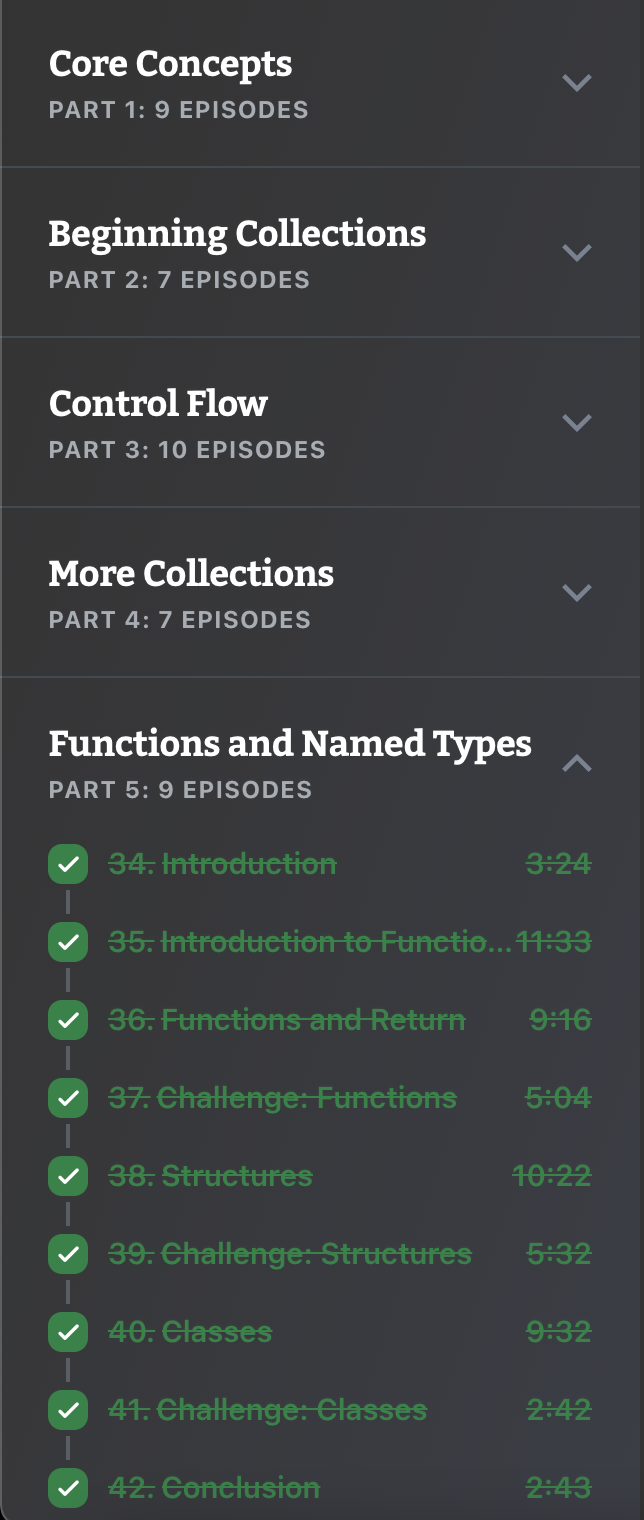 Core Concepts
PART 1: 9 EPISODES
Beginning Collections
PART 2: 7 EPISODES
Control Flow
PART 3: 10 EPISODES
More Collections
PART 4: 7 EPISODES
Functions and Named Types
PART 5: 9 EPISODES
34. Introduction 3:24
35. Introduction to Functio... 11:33
36. Functions and Return 9:16
37. Challenge: Functions 5:04
38. Structures 10:22
39. Challenge: Structures 5:32
40. Classes 9:32
41. Challenge: Classes 2:42
42. Conclusion 2:43